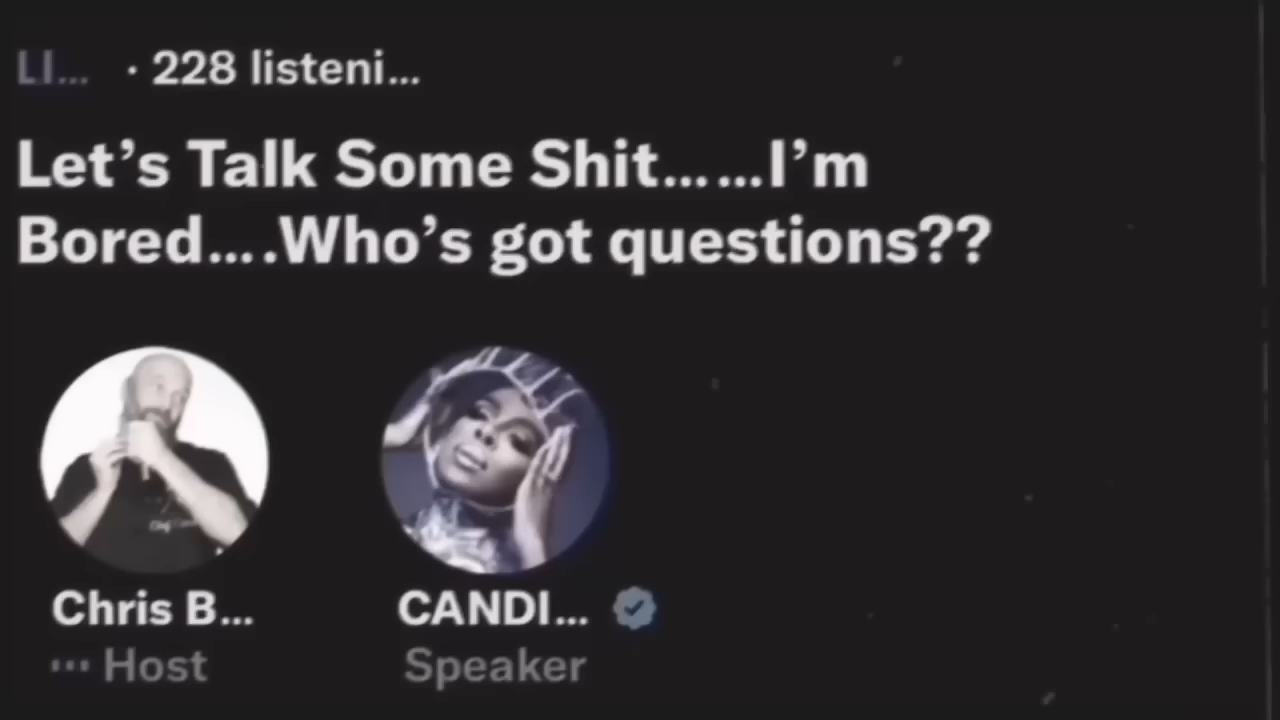 LI... · 228 listeni...
Let’s Talk Some Shit……I’m
Bored….Who’s got questions??
Chris B... CANDI...
Host Speaker